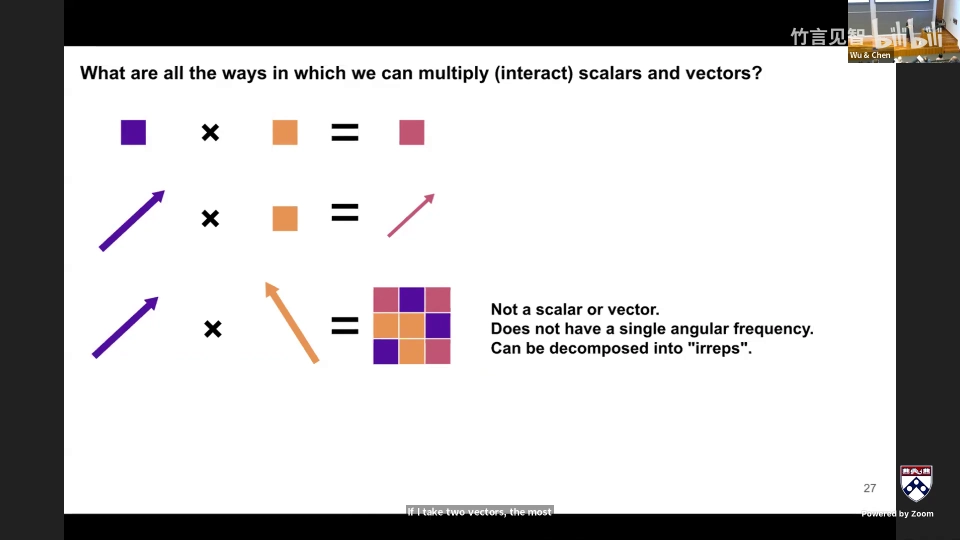 竹言见智
bilibili
Wu & Chen
What are all the ways in which we can multiply (interact) scalars and vectors?
× =
× =
× =
Not a scalar or vector.
Does not have a single angular frequency.
Can be decomposed into "irreps".
27
If I take two vectors, the most
Powered by Zoom